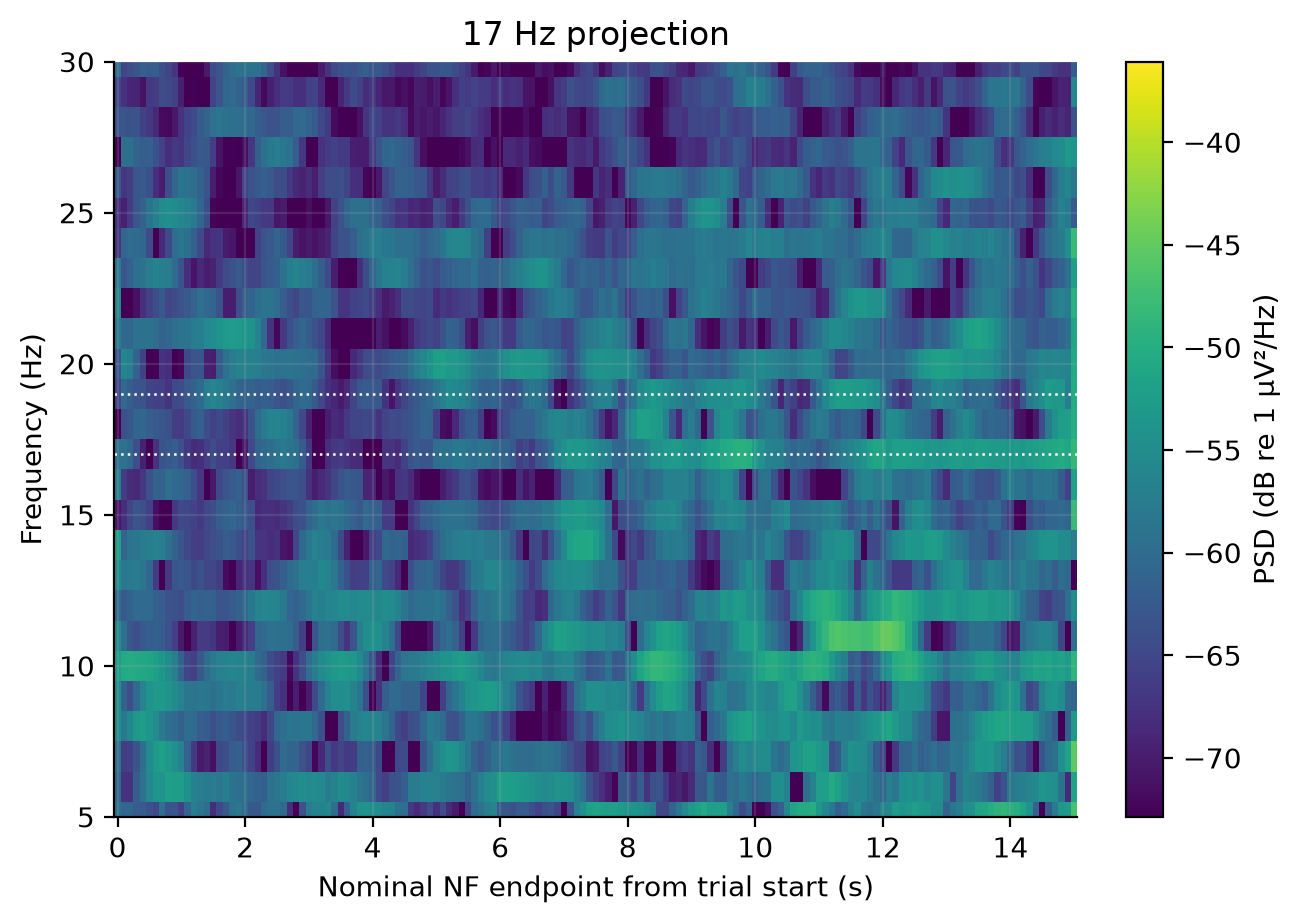 17 Hz projection
30
25
20
15
10
5
Frequency (Hz)
0 2 4 6 8 10 12 14
Nominal NF endpoint from trial start (s)
−40
−45
−50
−55
−60
−65
−70
PSD (dB re 1 µV²/Hz)